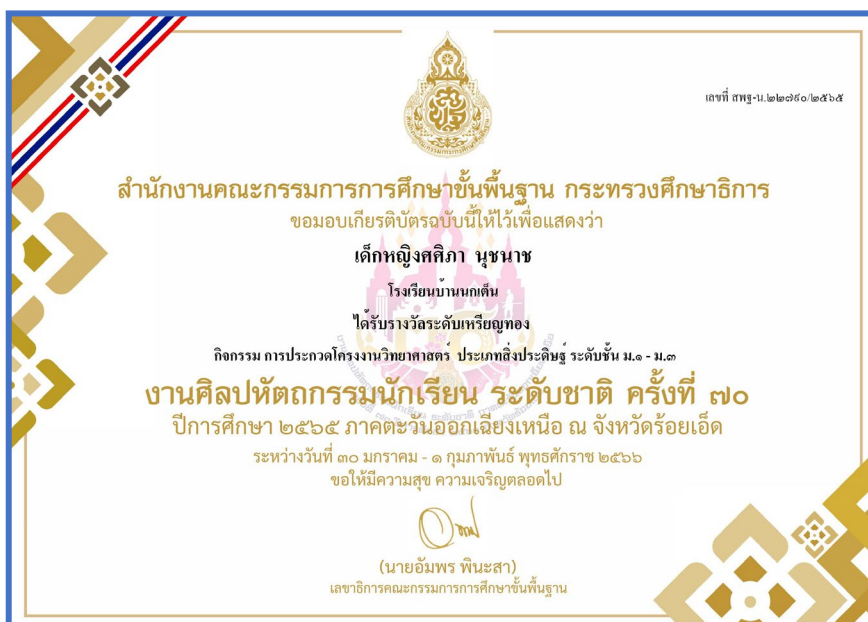 เลขที่ สพฐ-น.๒๒๗๙๐/๒๕๖๕
สำนักงานคณะกรรมการการศึกษาขั้นพื้นฐาน กระทรวงศึกษาธิการ
ขอมอบเกียรติบัตรฉบับนี้ให้ไว้เพื่อแสดงว่า
เด็กหญิงศศิภา นุชนาช
โรงเรียนบ้านนกเต็น
ได้รับรางวัลระดับเหรียญทอง
กิจกรรม การประกวดโครงงานวิทยาศาสตร์ ประเภทสิ่งประดิษฐ์ ระดับชั้น ม.๑ - ม.๓
งานศิลปหัตถกรรมนักเรียน ระดับชาติ ครั้งที่ ๗๐
ปีการศึกษา ๒๕๖๕ ภาคตะวันออกเฉียงเหนือ ณ จังหวัดร้อยเอ็ด
ระหว่างวันที่ ๓๐ มกราคม - ๑ กุมภาพันธ์ พุทธศักราช ๒๕๖๖
ขอให้มีความสุข ความเจริญตลอดไป
(นายอัมพร พินะสา)
เลขาธิการคณะกรรมการการศึกษาขั้นพื้นฐาน